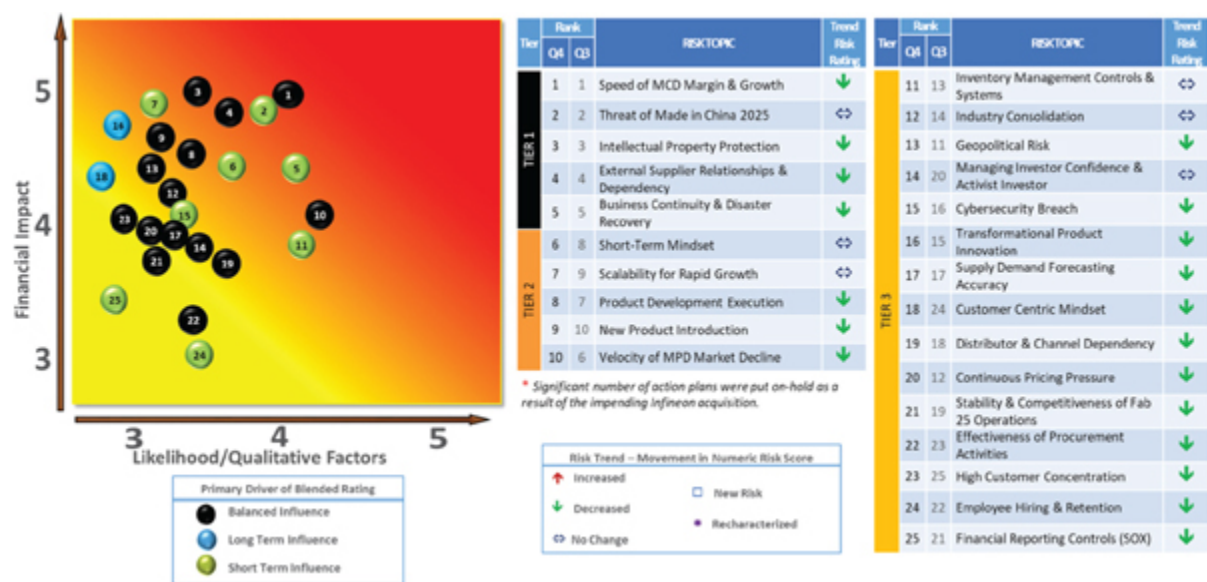 Financial Impact
5
4
3
3
4
5
Likelihood/Qualitative Factors
1
2
3
4
5
6
7
8
9
10
11
12
13
14
15
16
17
18
19
20
21
22
23
24
25
Primary Driver of Blended Rating
Balanced Influence
Long Term Influence
Short Term Influence
Tier
Rank
Q4 Q3
RISK TOPIC
Trend
Risk
Rating
TIER 1
1 1 Speed of MCD Margin & Growth
2 2 Threat of Made in China 2025
3 3 Intellectual Property Protection
4 4 External Supplier Relationships &
Dependency
5 5 Business Continuity & Disaster
Recovery
TIER 2
6 8 Short-Term Mindset
7 9 Scalability for Rapid Growth
8 7 Product Development Execution
9 10 New Product Introduction
10 6 Velocity of MPD Market Decline
* Significant number of action plans were put on-hold as a
result of the impending Infineon acquisition.
Risk Trend – Movement in Numeric Risk Score
Increased
Decreased
No Change
New Risk
Recharacterized
Tier
Rank
Q4 Q3
RISK TOPIC
Trend
Risk
Rating
TIER 3
11 13 Inventory Management Controls &
Systems
12 14 Industry Consolidation
13 11 Geopolitical Risk
14 20 Managing Investor Confidence &
Activist Investor
15 16 Cybersecurity Breach
16 15 Transformational Product
Innovation
17 17 Supply Demand Forecasting
Accuracy
18 24 Customer Centric Mindset
19 18 Distributor & Channel Dependency
20 12 Continuous Pricing Pressure
21 19 Stability & Competitiveness of Fab
25 Operations
22 23 Effectiveness of Procurement
Activities
23 25 High Customer Concentration
24 22 Employee Hiring & Retention
25 21 Financial Reporting Controls (SOX)